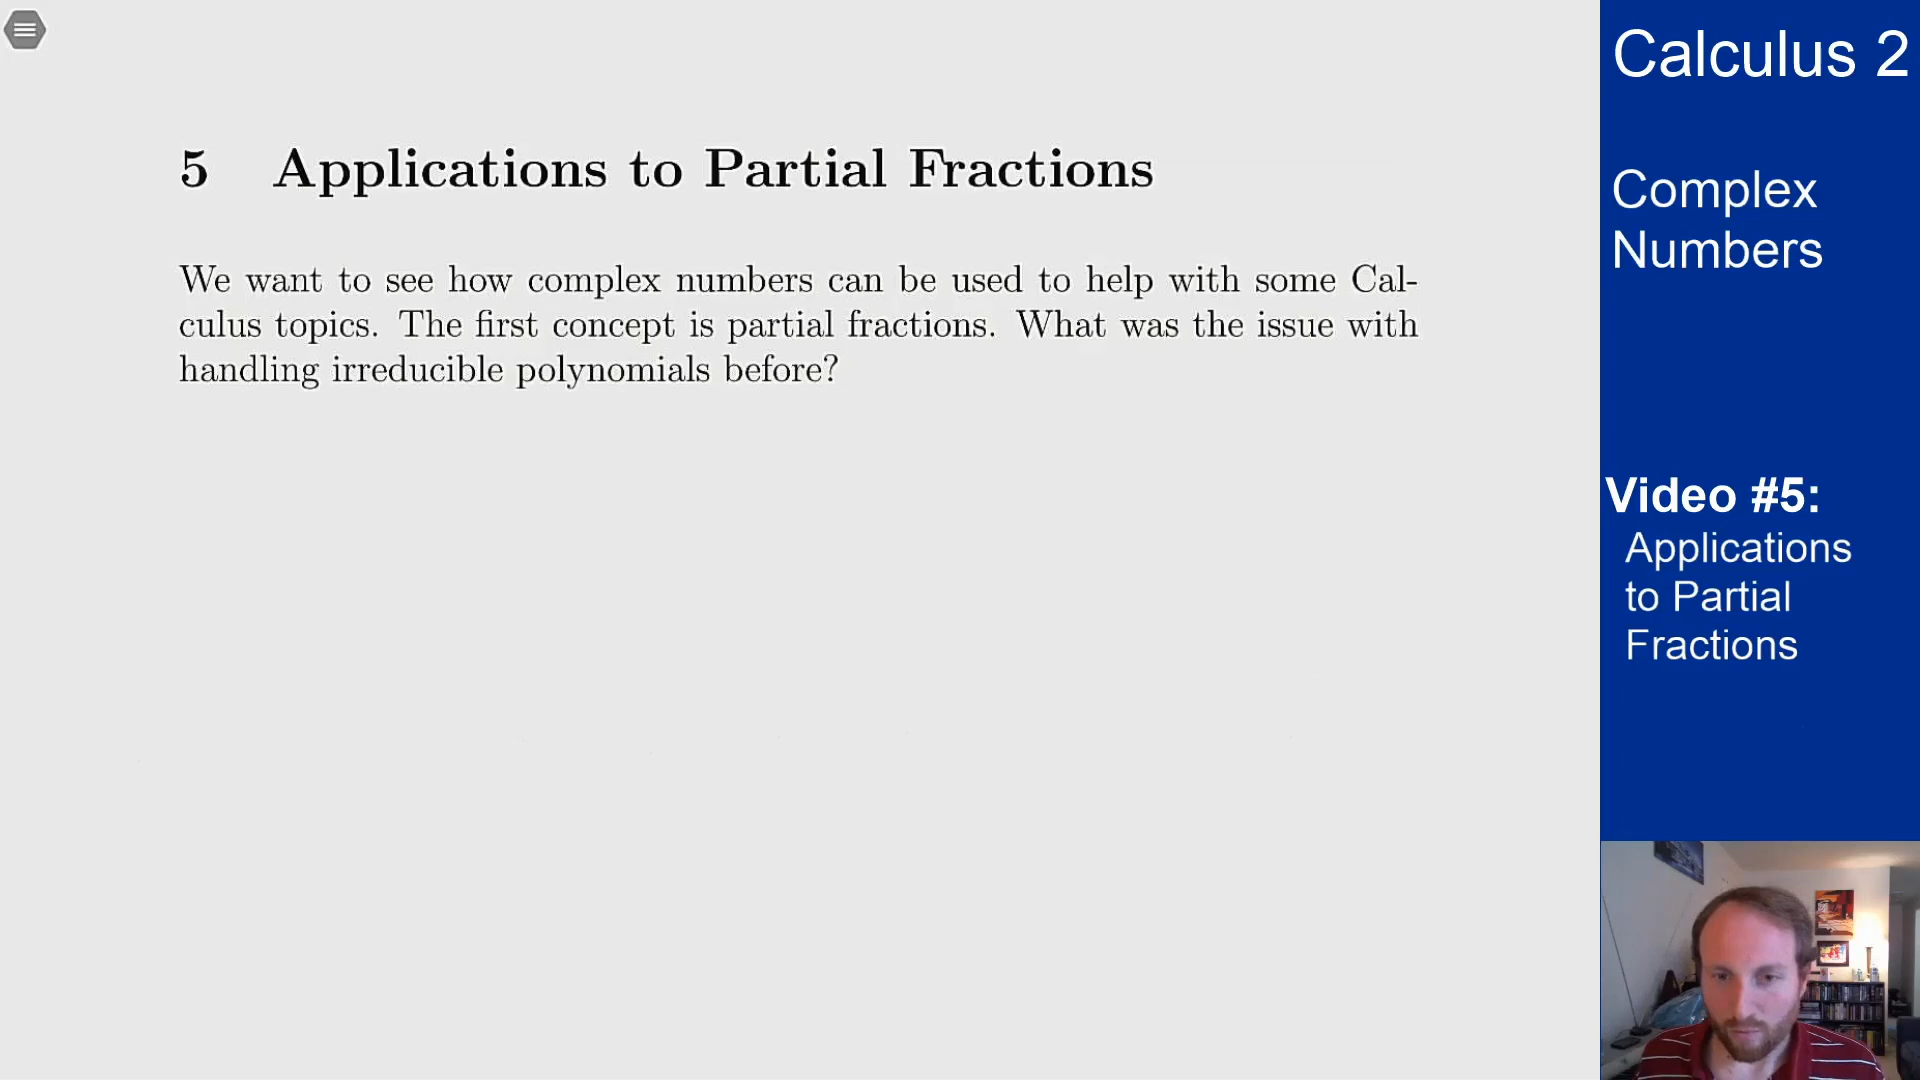 5 Applications to Partial Fractions
We want to see how complex numbers can be used to help with some Cal-
culus topics. The first concept is partial fractions. What was the issue with
handling irreducible polynomials before?
Calculus 2
Complex
Numbers
Video #5:
Applications
to Partial
Fractions